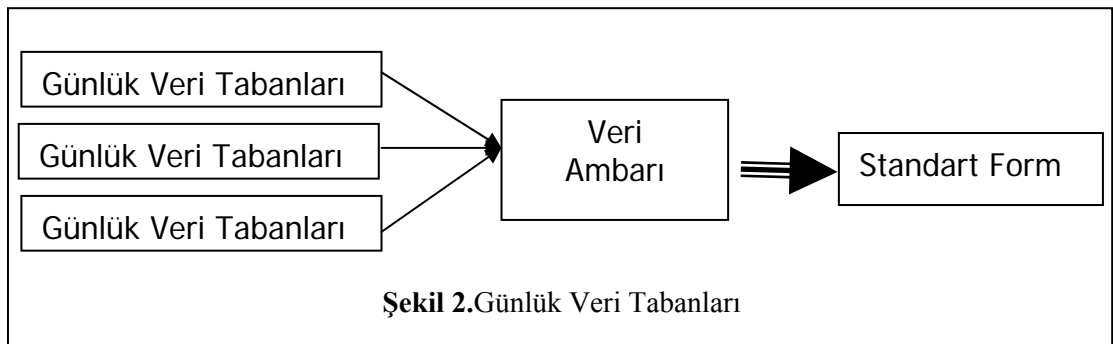 Günlük Veri Tabanları
Günlük Veri Tabanları
Günlük Veri Tabanları
Veri
Ambarı
Standart Form
Şekil 2.Günlük Veri Tabanları